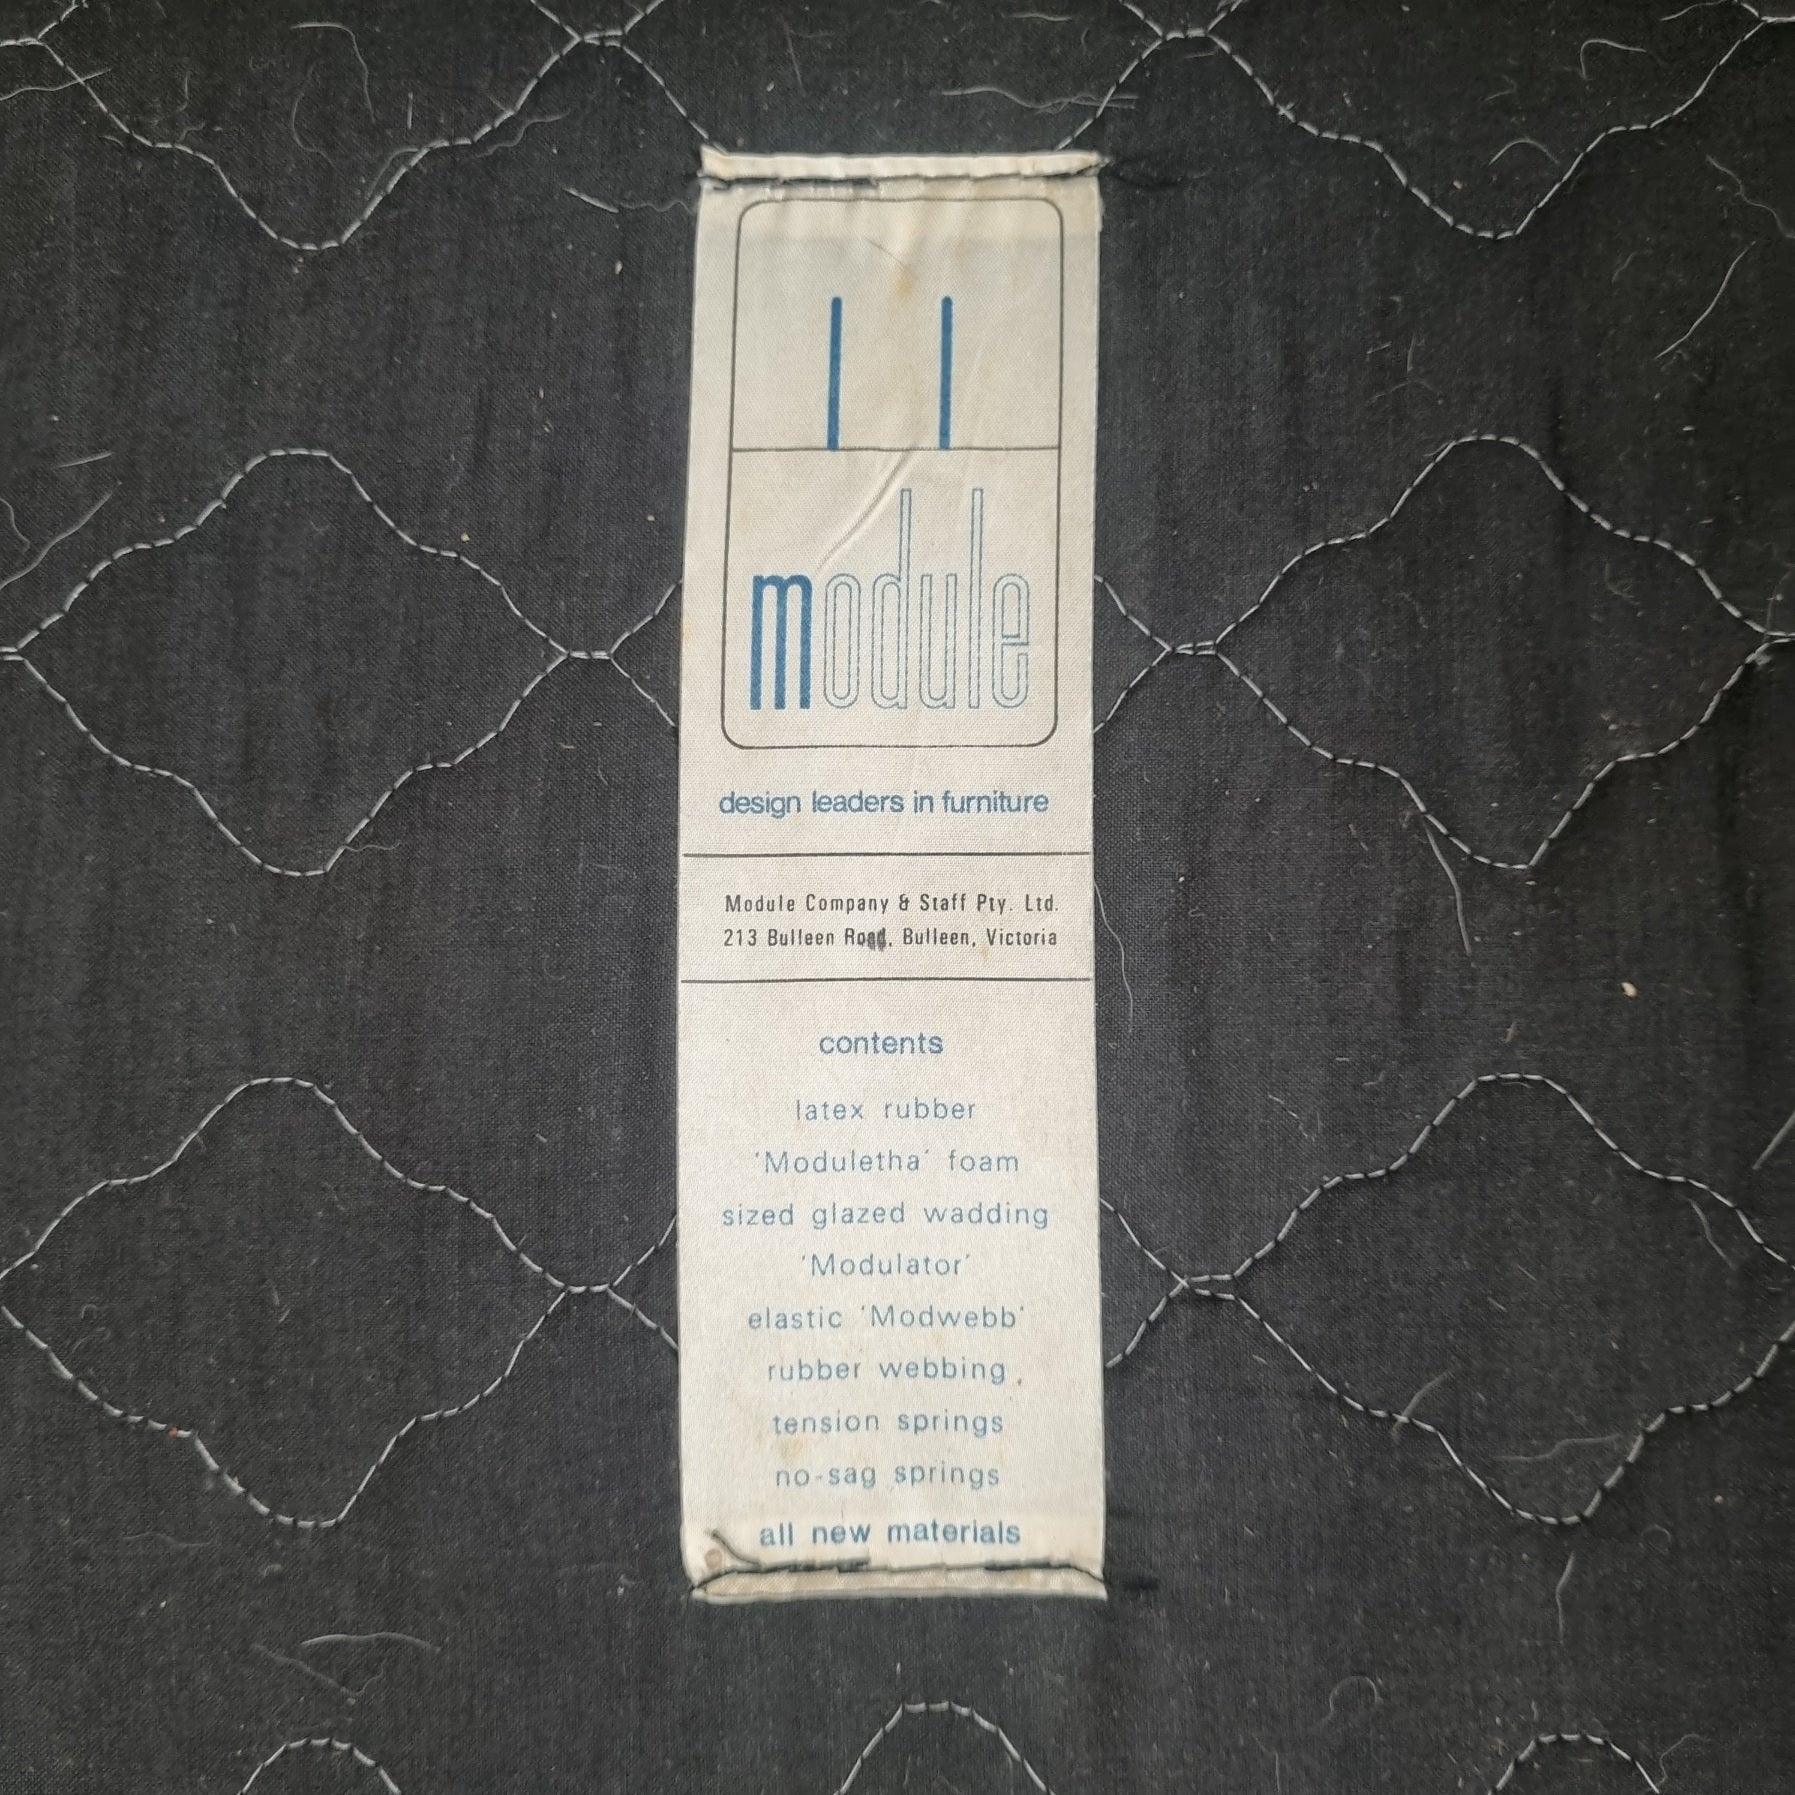 module
design leaders in furniture
Module Company & Staff Pty. Ltd.
213 Bulleen Road, Bulleen, Victoria
contents
latex rubber
'Moduletha' foam
sized glazed wadding
'Modulator'
elastic 'Modwebb'
rubber webbing
tension springs
no-sag springs
all new materials